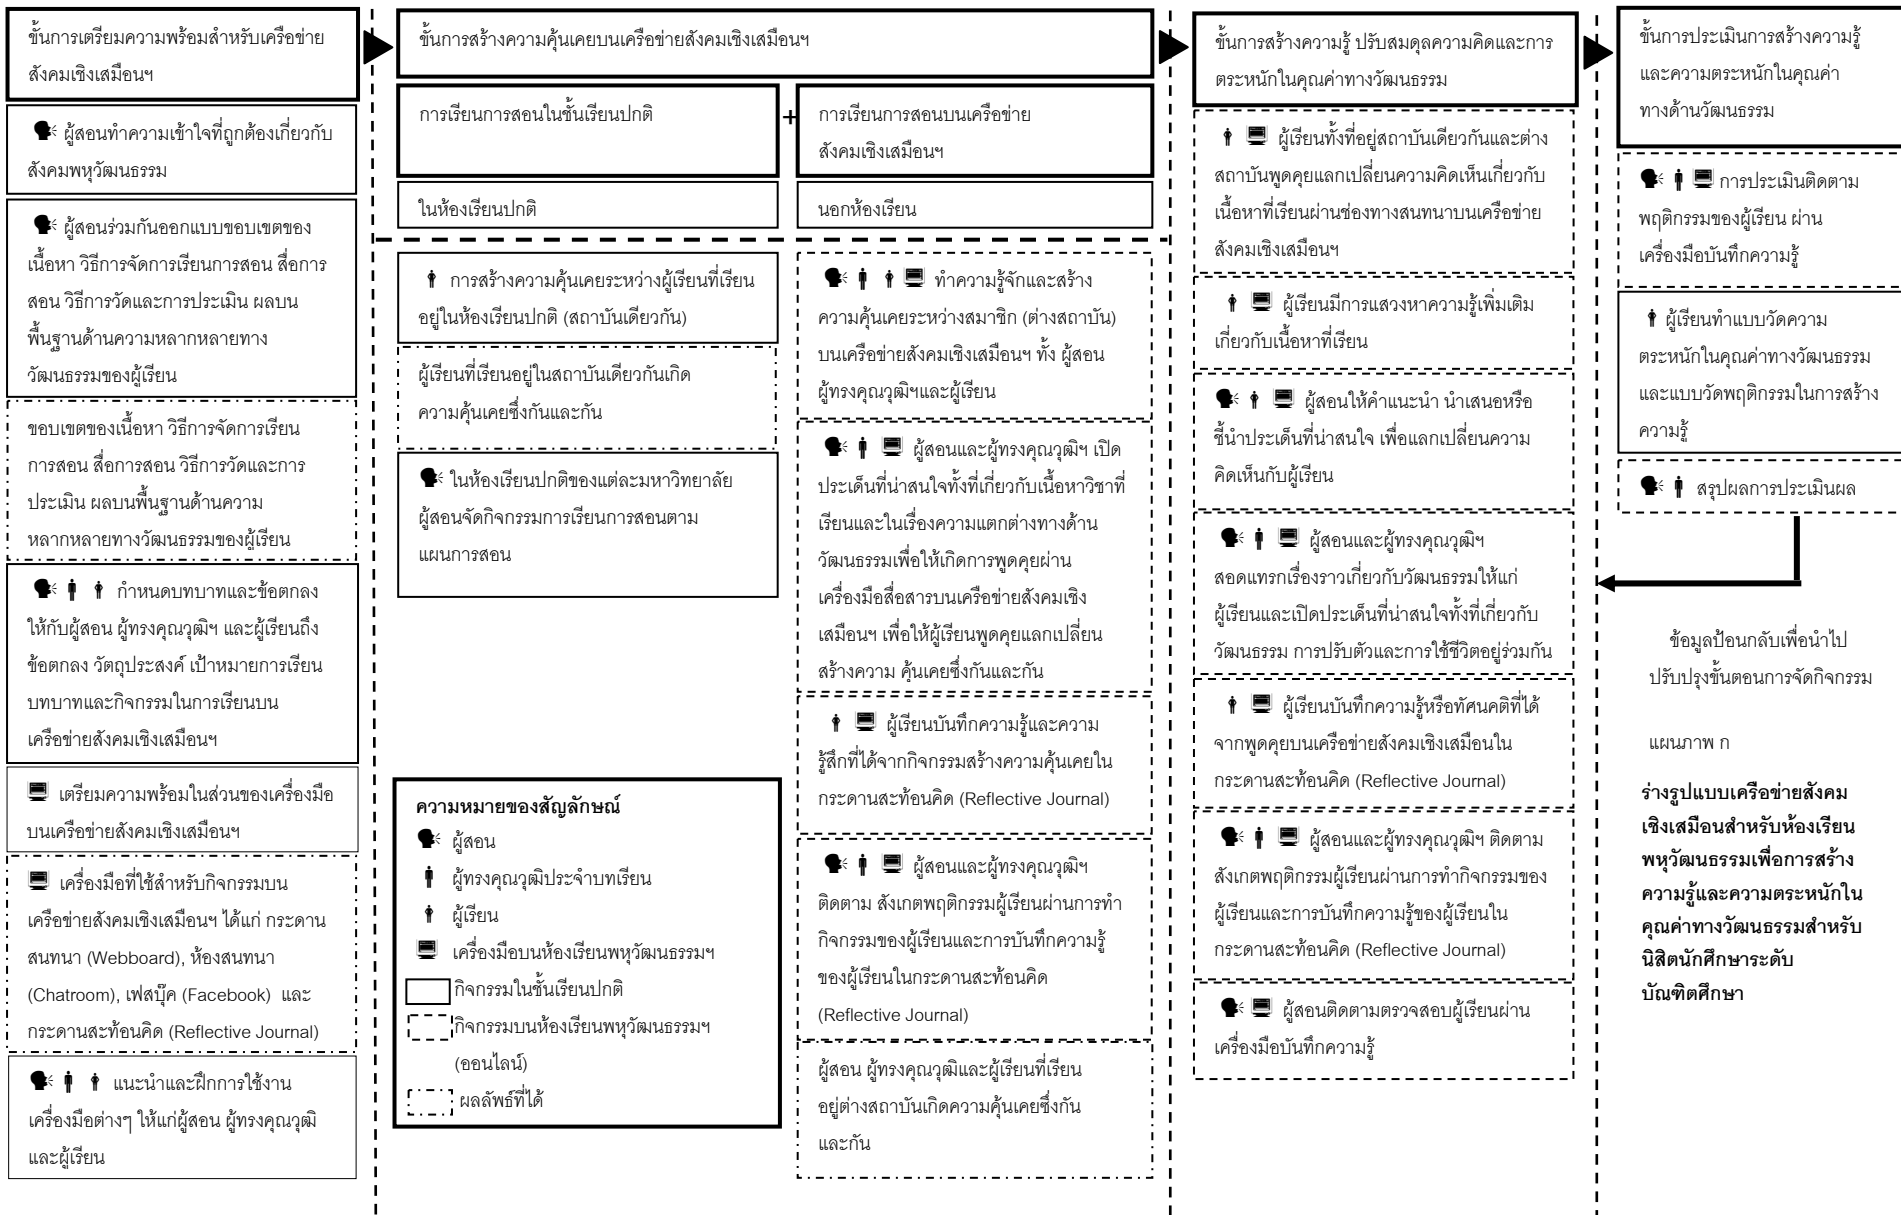 ขั้นการเตรียมความพร้อมสำหรับเครือข่าย
สังคมเชิงเสมือนฯ
ผู้สอนทำความเข้าใจที่ถูกต้องเกี่ยวกับ
สังคมพหุวัฒนธรรม
ผู้สอนร่วมกันออกแบบขอบเขตของ
เนื้อหา วิธีการจัดการเรียนการสอน สื่อการ
สอน วิธีการวัดและการประเมิน ผลบน
พื้นฐานด้านความหลากหลายทาง
วัฒนธรรมของผู้เรียน
ขอบเขตของเนื้อหา วิธีการจัดการเรียน
การสอน สื่อการสอน วิธีการวัดและการ
ประเมิน ผลบนพื้นฐานด้านความ
หลากหลายทางวัฒนธรรมของผู้เรียน
กำหนดบทบาทและข้อตกลง
ให้กับผู้สอน ผู้ทรงคุณวุฒิฯ และผู้เรียนถึง
ข้อตกลง วัตถุประสงค์ เป้าหมายการเรียน
บทบาทและกิจกรรมในการเรียนบน
เครือข่ายสังคมเชิงเสมือนฯ
เตรียมความพร้อมในส่วนของเครื่องมือ
บนเครือข่ายสังคมเชิงเสมือนฯ
เครื่องมือที่ใช้สำหรับกิจกรรมบน
เครือข่ายสังคมเชิงเสมือนฯ ได้แก่ กระดาน
สนทนา (Webboard), ห้องสนทนา
(Chatroom), เฟสบุ๊ค (Facebook) และ
กระดานสะท้อนคิด (Reflective Journal)
แนะนำและฝึกการใช้งาน
เครื่องมือต่างๆ ให้แก่ผู้สอน ผู้ทรงคุณวุฒิ
และผู้เรียน
ขั้นการสร้างความคุ้นเคยบนเครือข่ายสังคมเชิงเสมือนฯ
การเรียนการสอนในชั้นเรียนปกติ
+
การเรียนการสอนบนเครือข่าย
สังคมเชิงเสมือนฯ
ในห้องเรียนปกติ
นอกห้องเรียน
การสร้างความคุ้นเคยระหว่างผู้เรียนที่เรียน
อยู่ในห้องเรียนปกติ (สถาบันเดียวกัน)
ผู้เรียนที่เรียนอยู่ในสถาบันเดียวกันเกิด
ความคุ้นเคยซึ่งกันและกัน
ในห้องเรียนปกติของแต่ละมหาวิทยาลัย
ผู้สอนจัดกิจกรรมการเรียนการสอนตาม
แผนการสอน
ความหมายของสัญลักษณ์
ผู้สอน
ผู้ทรงคุณวุฒิประจำบทเรียน
ผู้เรียน
เครื่องมือบนห้องเรียนพหุวัฒนธรรมฯ
กิจกรรมในชั้นเรียนปกติ
กิจกรรมบนห้องเรียนพหุวัฒนธรรมฯ
(ออนไลน์)
ผลลัพธ์ที่ได้
ทำความรู้จักและสร้าง
ความคุ้นเคยระหว่างสมาชิก (ต่างสถาบัน)
บนเครือข่ายสังคมเชิงเสมือนฯ ทั้ง ผู้สอน
ผู้ทรงคุณวุฒิฯและผู้เรียน
ผู้สอนและผู้ทรงคุณวุฒิฯ เปิด
ประเด็นที่น่าสนใจทั้งที่เกี่ยวกับเนื้อหาวิชาที่
เรียนและในเรื่องความแตกต่างทางด้าน
วัฒนธรรมเพื่อให้เกิดการพูดคุยผ่าน
เครื่องมือสื่อสารบนเครือข่ายสังคมเชิง
เสมือนฯ เพื่อให้ผู้เรียนพูดคุยแลกเปลี่ยน
สร้างความ คุ้นเคยซึ่งกันและกัน
ผู้เรียนบันทึกความรู้และความ
รู้สึกที่ได้จากกิจกรรมสร้างความคุ้นเคยใน
กระดานสะท้อนคิด (Reflective Journal)
ผู้สอนและผู้ทรงคุณวุฒิฯ
ติดตาม สังเกตพฤติกรรมผู้เรียนผ่านการทำ
กิจกรรมของผู้เรียนและการบันทึกความรู้
ของผู้เรียนในกระดานสะท้อนคิด
(Reflective Journal)
ผู้สอน ผู้ทรงคุณวุฒิและผู้เรียนที่เรียน
อยู่ต่างสถาบันเกิดความคุ้นเคยซึ่งกัน
และกัน
ขั้นการสร้างความรู้ ปรับสมดุลความคิดและการ
ตระหนักในคุณค่าทางวัฒนธรรม
ผู้เรียนทั้งที่อยู่สถาบันเดียวกันและต่าง
สถาบันพูดคุยแลกเปลี่ยนความคิดเห็นเกี่ยวกับ
เนื้อหาที่เรียนผ่านช่องทางสนทนาบนเครือข่าย
สังคมเชิงเสมือนฯ
ผู้เรียนมีการแสวงหาความรู้เพิ่มเติม
เกี่ยวกับเนื้อหาที่เรียน
ผู้สอนให้คำแนะนำ นำเสนอหรือ
ชี้นำประเด็นที่น่าสนใจ เพื่อแลกเปลี่ยนความ
คิดเห็นกับผู้เรียน
ผู้สอนและผู้ทรงคุณวุฒิฯ
สอดแทรกเรื่องราวเกี่ยวกับวัฒนธรรมให้แก่
ผู้เรียนและเปิดประเด็นที่น่าสนใจทั้งที่เกี่ยวกับ
วัฒนธรรม การปรับตัวและการใช้ชีวิตอยู่ร่วมกัน
ผู้เรียนบันทึกความรู้หรือทัศนคติที่ได้
จากพูดคุยบนเครือข่ายสังคมเชิงเสมือนใน
กระดานสะท้อนคิด (Reflective Journal)
ผู้สอนและผู้ทรงคุณวุฒิฯ ติดตาม
สังเกตพฤติกรรมผู้เรียนผ่านการทำกิจกรรมของ
ผู้เรียนและการบันทึกความรู้ของผู้เรียนใน
กระดานสะท้อนคิด (Reflective Journal)
ผู้สอนติดตามตรวจสอบผู้เรียนผ่าน
เครื่องมือบันทึกความรู้
ขั้นการประเมินการสร้างความรู้
และความตระหนักในคุณค่า
ทางด้านวัฒนธรรม
การประเมินติดตาม
พฤติกรรมของผู้เรียน ผ่าน
เครื่องมือบันทึกความรู้
ผู้เรียนทำแบบวัดความ
ตระหนักในคุณค่าทางวัฒนธรรม
และแบบวัดพฤติกรรมในการสร้าง
ความรู้
สรุปผลการประเมินผล
ข้อมูลป้อนกลับเพื่อนำไป
ปรับปรุงขั้นตอนการจัดกิจกรรม
แผนภาพ ก
ร่างรูปแบบเครือข่ายสังคม
เชิงเสมือนสำหรับห้องเรียน
พหุวัฒนธรรมเพื่อการสร้าง
ความรู้และความตระหนักใน
คุณค่าทางวัฒนธรรมสำหรับ
นิสิตนักศึกษาระดับ
บัณฑิตศึกษา